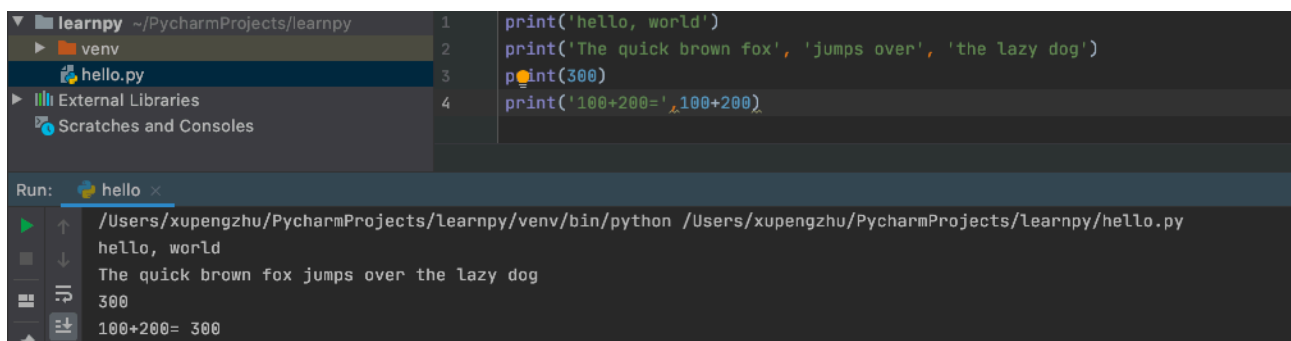 learnpy ~/PycharmProjects/learnpy
venv
hello.py
External Libraries
Scratches and Consoles
1 print('hello, world')
2 print('The quick brown fox', 'jumps over', 'the lazy dog')
3 print(300)
4 print('100+200=',100+200)
Run: hello ×
/Users/xupengzhu/PycharmProjects/learnpy/venv/bin/python /Users/xupengzhu/PycharmProjects/learnpy/hello.py
hello, world
The quick brown fox jumps over the lazy dog
300
100+200= 300